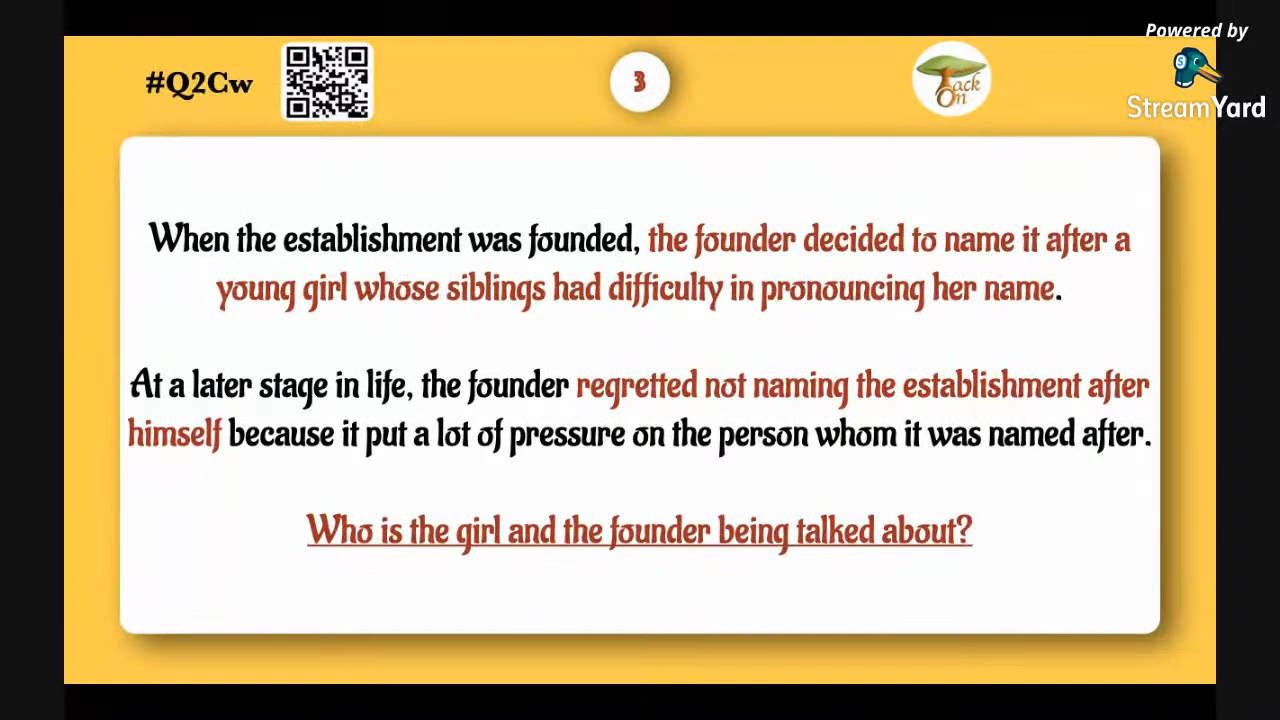 Powered by
StreamYard
#Q2Cw
3
Tack
On
When the establishment was founded, the founder decided to name it after a
young girl whose siblings had difficulty in pronouncing her name.
At a later stage in life, the founder regretted not naming the establishment after
himself because it put a lot of pressure on the person whom it was named after.
Who is the girl and the founder being talked about?